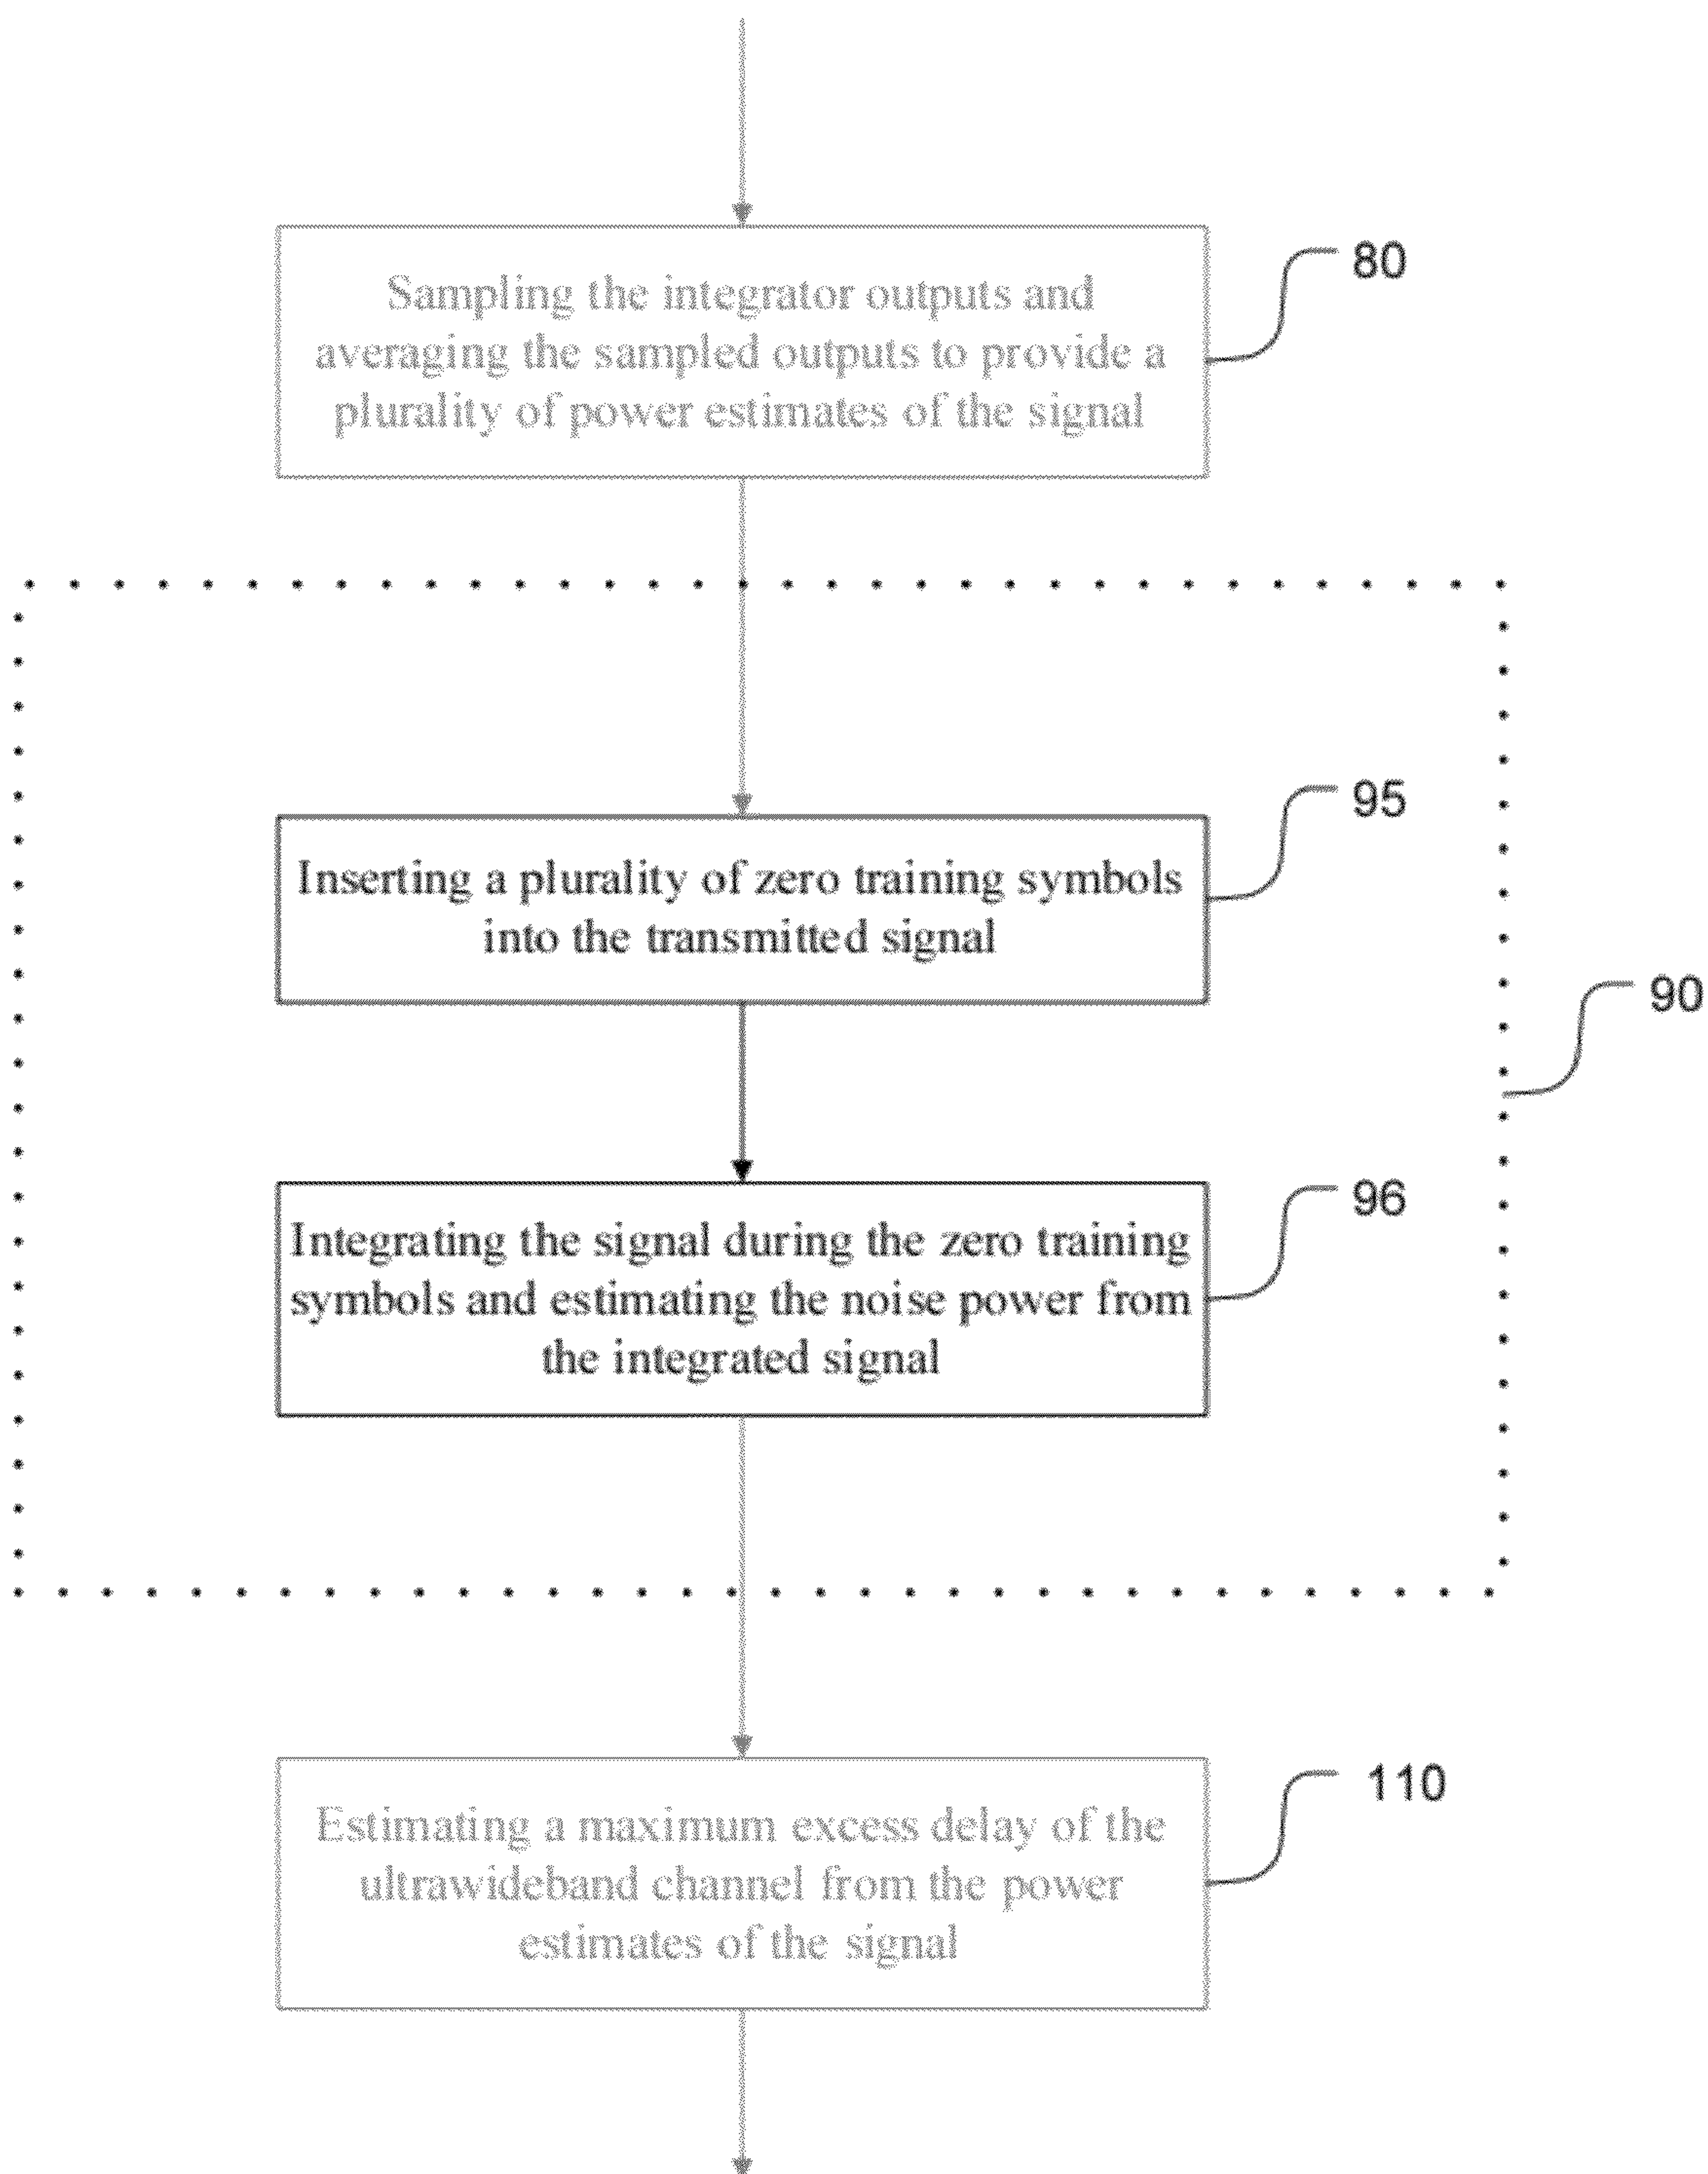 80
Sampling the integrator outputs and
averaging the sampled outputs to provide a
plurality of power estimates of the signal
95
Inserting a plurality of zero training symbols
into the transmitted signal
90
96
Integrating the signal during the zero training
symbols and estimating the noise power from
the integrated signal
110
Estimating a maximum excess delay of the
ultrawideband channel from the power
estimates of the signal